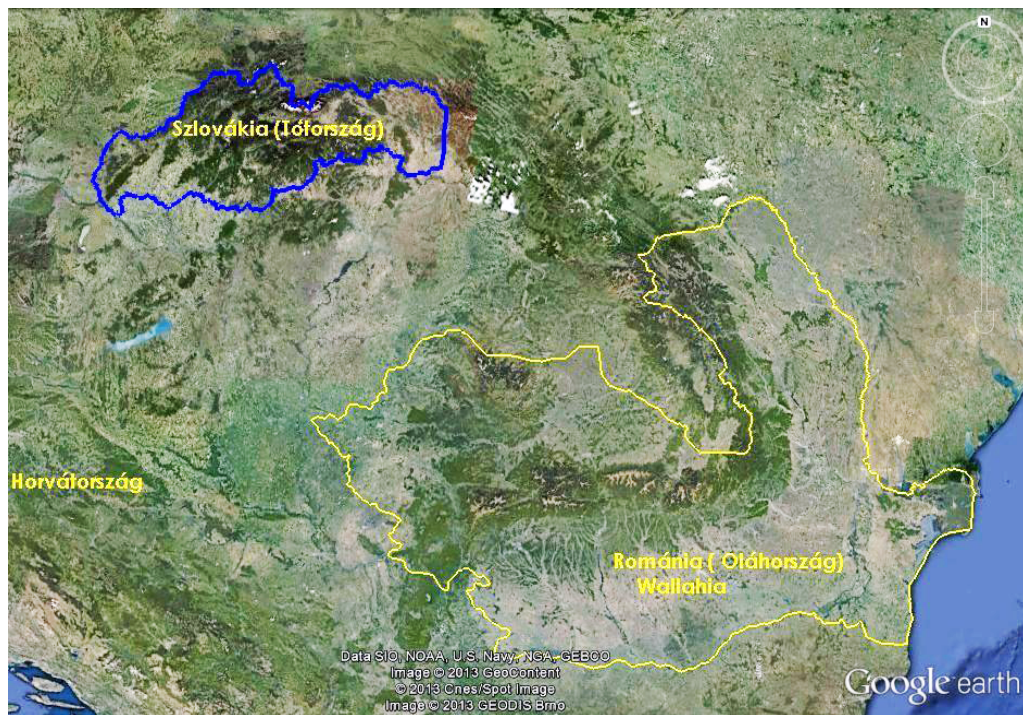 N
Szlovákia (Tótország)
Horvátország
Románia ( Oláhország)
Wallahia
Data SIO, NOAA, U.S. Navy, NGA, GEBCO
Image © 2013 GeoContent
© 2013 Cnes/Spot Image
Image © 2013 GEODIS Brno
Google earth